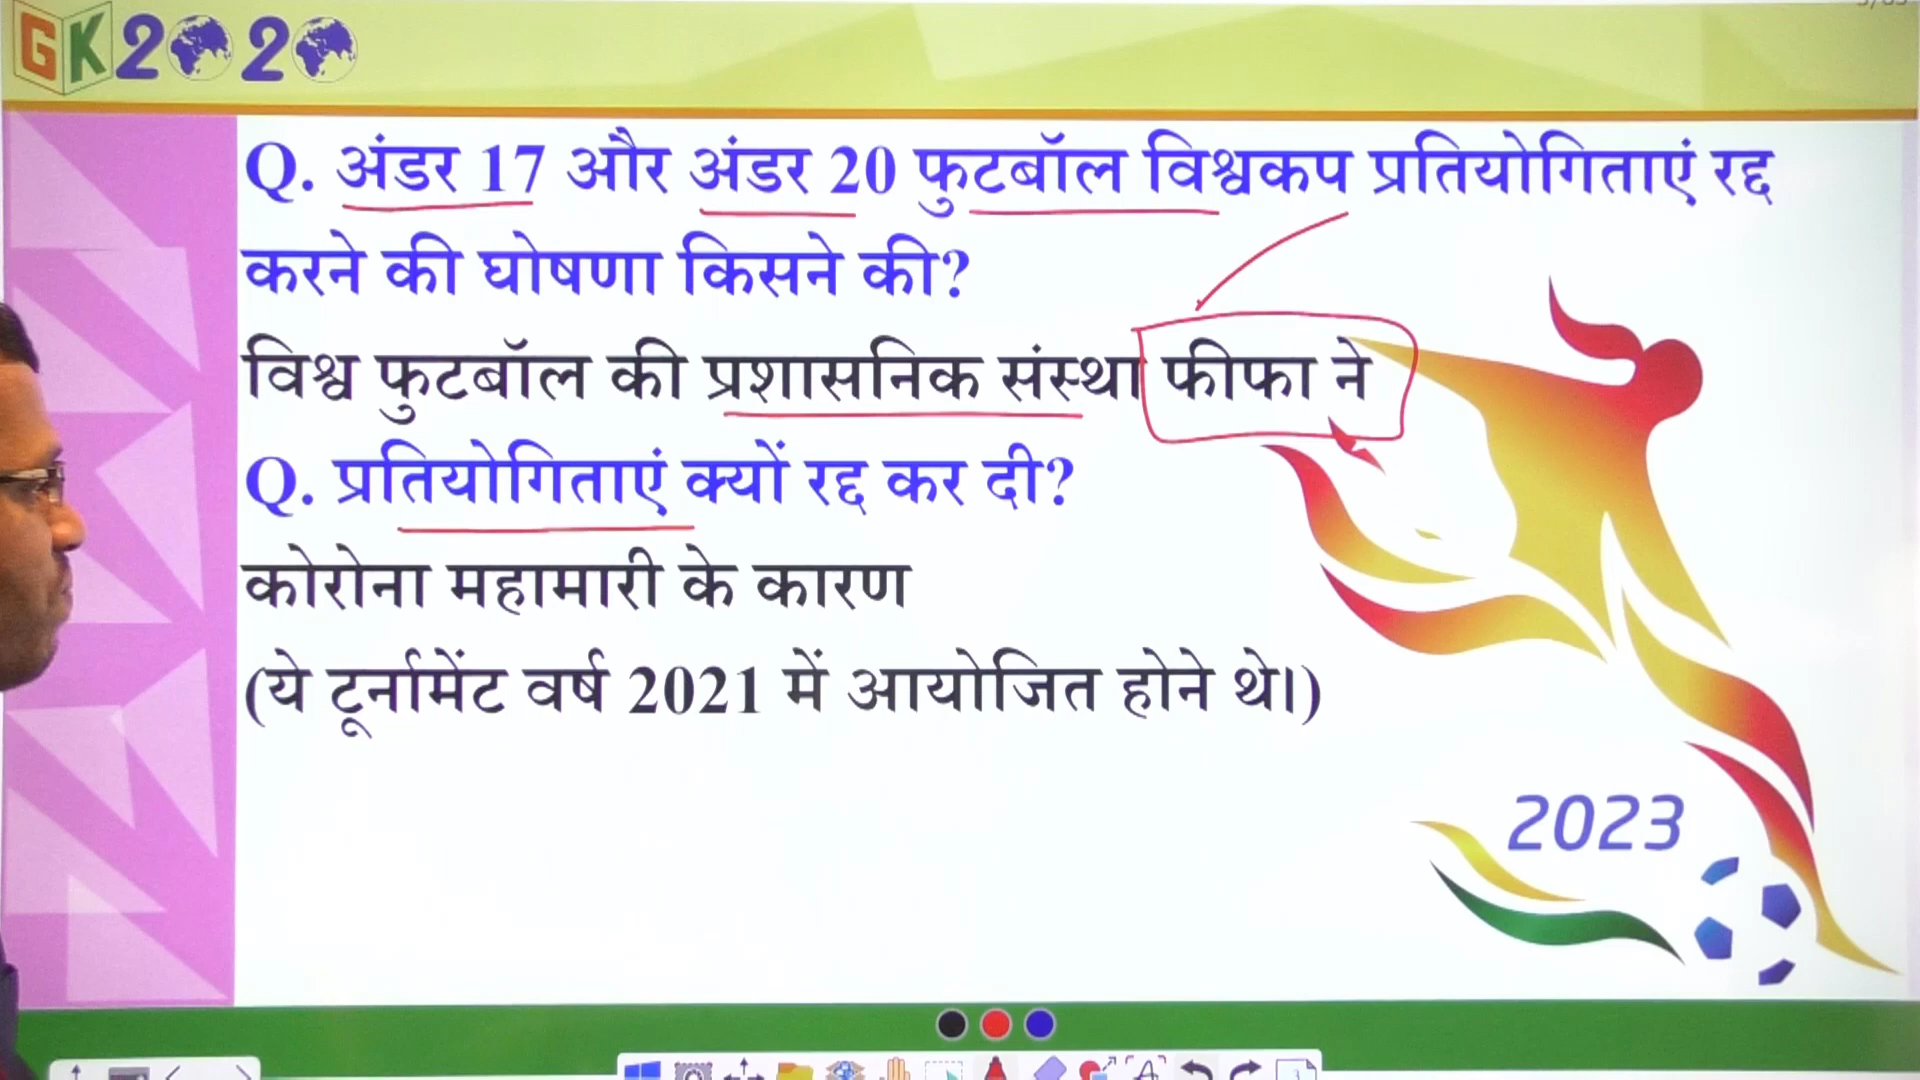 GK2020
Q. अंडर 17 और अंडर 20 फुटबॉल विश्वकप प्रतियोगिताएं रद्द
करने की घोषणा किसने की?
विश्व फुटबॉल की प्रशासनिक संस्था फीफा ने
Q. प्रतियोगिताएं क्यों रद्द कर दी?
कोरोना महामारी के कारण
(ये टूर्नामेंट वर्ष 2021 में आयोजित होने थे।)
2023